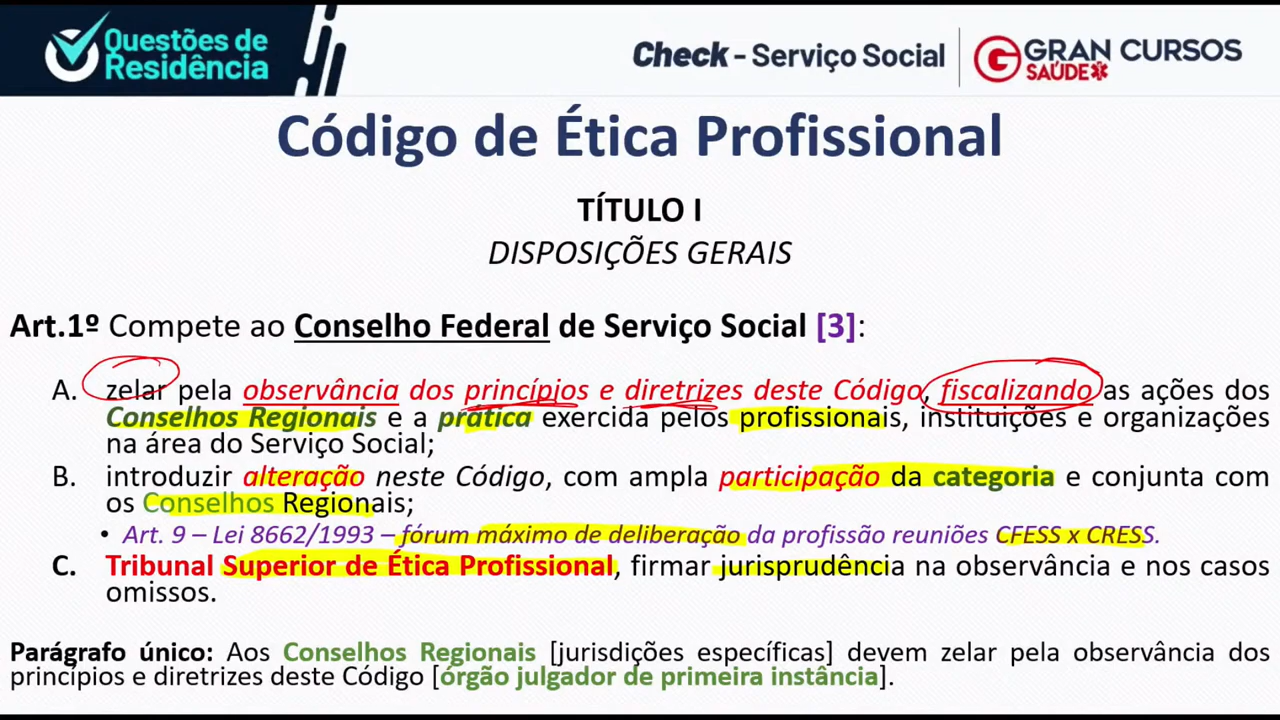 Questões de
Residência
Check - Serviço Social
GRAN CURSOS
SAÚDE
Código de Ética Profissional
TÍTULO I
DISPOSIÇÕES GERAIS
Art.1º Compete ao Conselho Federal de Serviço Social [3]:
A. zelar pela observância dos princípios e diretrizes deste Código, fiscalizando as ações dos
Conselhos Regionais e a prática exercida pelos profissionais, instituições e organizações
na área do Serviço Social;
B. introduzir alteração neste Código, com ampla participação da categoria e conjunta com
os Conselhos Regionais;
• Art. 9 – Lei 8662/1993 – fórum máximo de deliberação da profissão reuniões CFESS x CRESS.
C. Tribunal Superior de Ética Profissional, firmar jurisprudência na observância e nos casos
omissos.
Parágrafo único: Aos Conselhos Regionais [jurisdições específicas] devem zelar pela observância dos
princípios e diretrizes deste Código [órgão julgador de primeira instância].